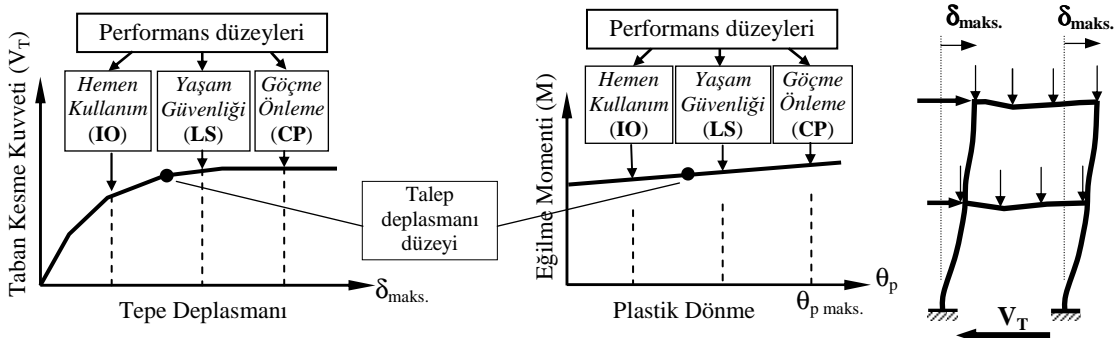 Performans düzeyleri
Hemen
Kullanım
(IO)
Yaşam
Güvenliği
(LS)
Göçme
Önleme
(CP)
Taban Kesme Kuvveti (V_T)
Tepe Deplasmanı
δmaks.
Talep
deplasmanı
düzeyi
Performans düzeyleri
Hemen
Kullanım
(IO)
Yaşam
Güvenliği
(LS)
Göçme
Önleme
(CP)
Eğilme Momenti (M)
Plastik Dönme
θp maks.
θp
δmaks.
δmaks.
V_T